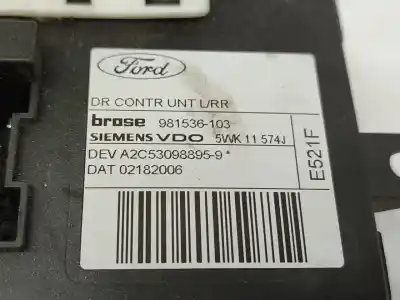 Ford
DR CONTR UNT L/RR
brose 981536-103
SIEMENS VDO 5WK 11 574J
DEV A2C53098895-9*
DAT 02182006
E521F